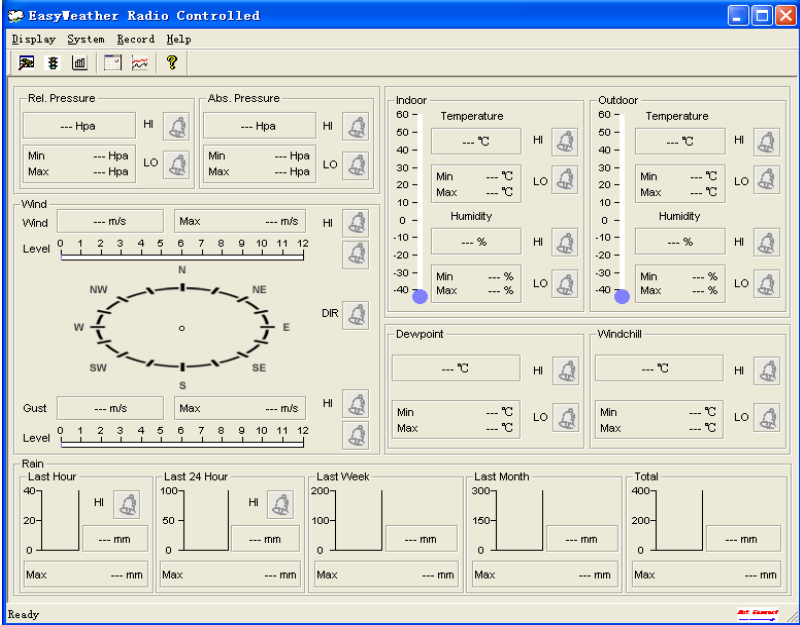 EasyWeather Radio Controlled
Display System Record Help
Rel. Pressure
--- Hpa
HI
Min --- Hpa
Max --- Hpa
LO
Abs. Pressure
--- Hpa
HI
Min --- Hpa
Max --- Hpa
LO
Wind
Wind --- m/s Max --- m/s HI
Level 0 1 2 3 4 5 6 7 8 9 10 11 12
N
NW NE
W E
SW SE
S
DIR
Gust --- m/s Max --- m/s HI
Level 0 1 2 3 4 5 6 7 8 9 10 11 12
Indoor
60
50
40
30
20
10
0
-10
-20
-30
-40
Temperature
--- ℃
HI
Min --- ℃
Max --- ℃
LO
Humidity
--- %
HI
Min --- %
Max --- %
LO
Outdoor
60
50
40
30
20
10
0
-10
-20
-30
-40
Temperature
--- ℃
HI
Min --- ℃
Max --- ℃
LO
Humidity
--- %
HI
Min --- %
Max --- %
LO
Dewpoint
--- ℃
HI
Min --- ℃
Max --- ℃
LO
Windchill
--- ℃
HI
Min --- ℃
Max --- ℃
LO
Rain
Last Hour
40
20
0
HI
--- mm
Max --- mm
Last 24 Hour
100
50
0
HI
--- mm
Max --- mm
Last Week
200
100
0
--- mm
Max --- mm
Last Month
300
150
0
--- mm
Max --- mm
Total
400
200
0
--- mm
Max --- mm
Ready